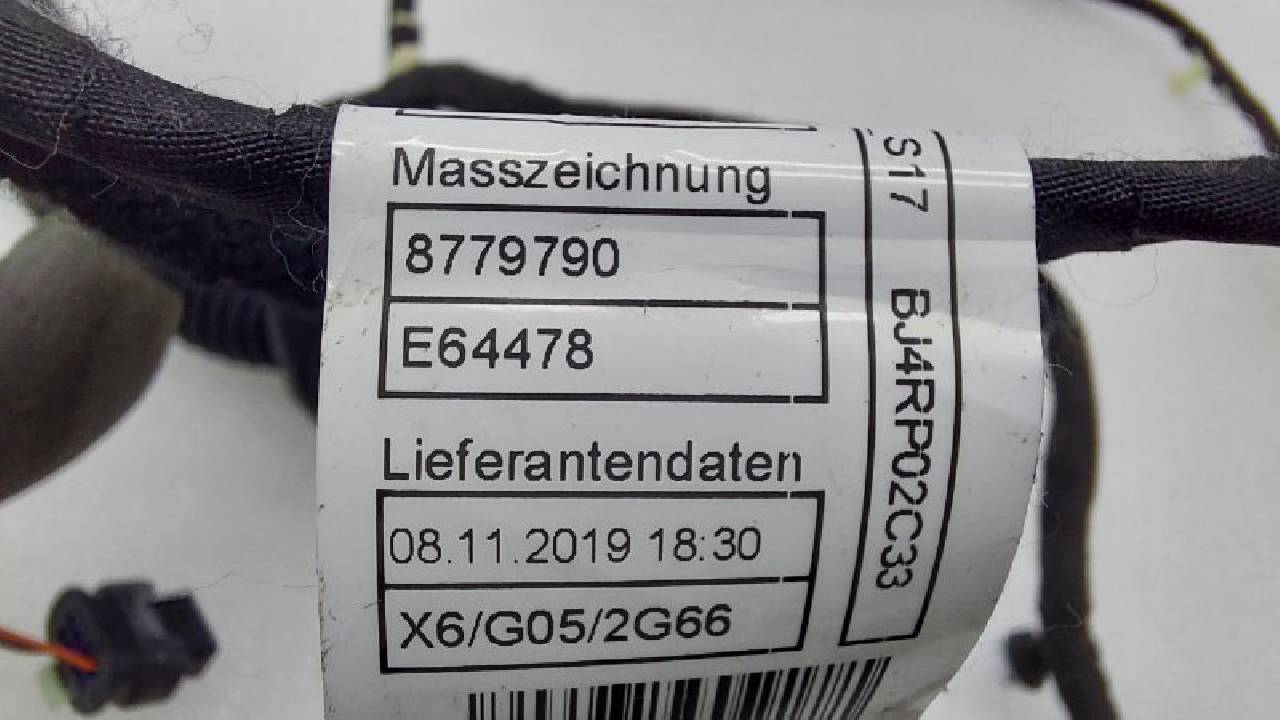 Masszeichnung
8779790
E64478
Lieferantendaten
08.11.2019 18:30
X6/G05/2G66
S17 BJ4RP02C33